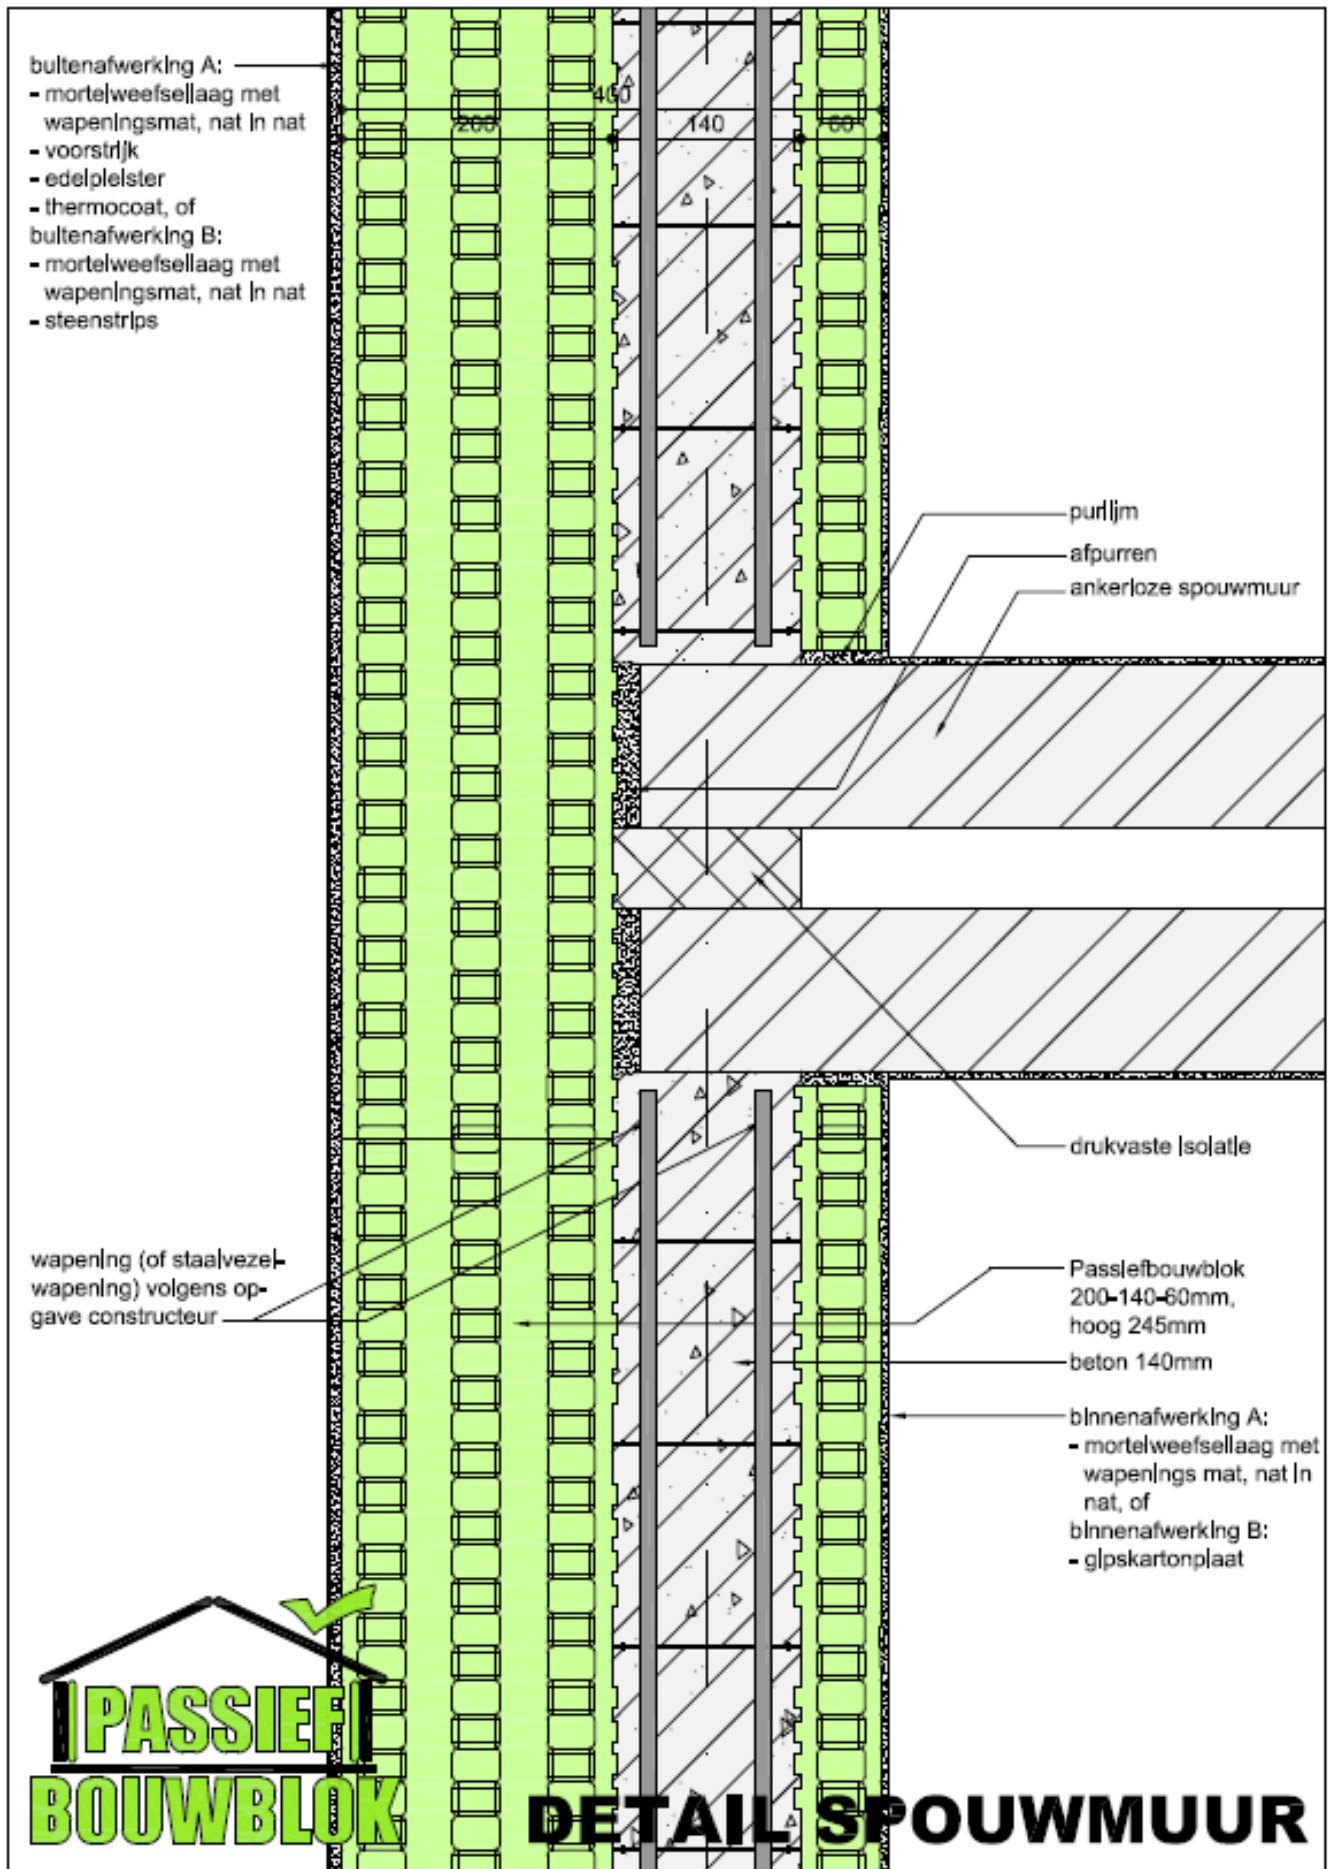 buitenafwerking A:
- mortelweefsellaag met
wapeningsmat, nat in nat
- voorstrijk
- edelpleister
- thermocoat, of
buitenafwerking B:
- mortelweefsellaag met
wapeningsmat, nat in nat
- steenstrips
400
200
140
60
purlijm
afpurren
ankerloze spouwmuur
drukvaste isolatie
wapening (of staalvezel-
wapening) volgens op-
gave constructeur
Passiefbouwblok
200-140-60mm,
hoog 245mm
beton 140mm
binnenafwerking A:
- mortelweefsellaag met
wapenings mat, nat in
nat, of
binnenafwerking B:
- gipskartonplaat
PASSIEF
BOUWBLOK
DETAIL SPOUWMUUR